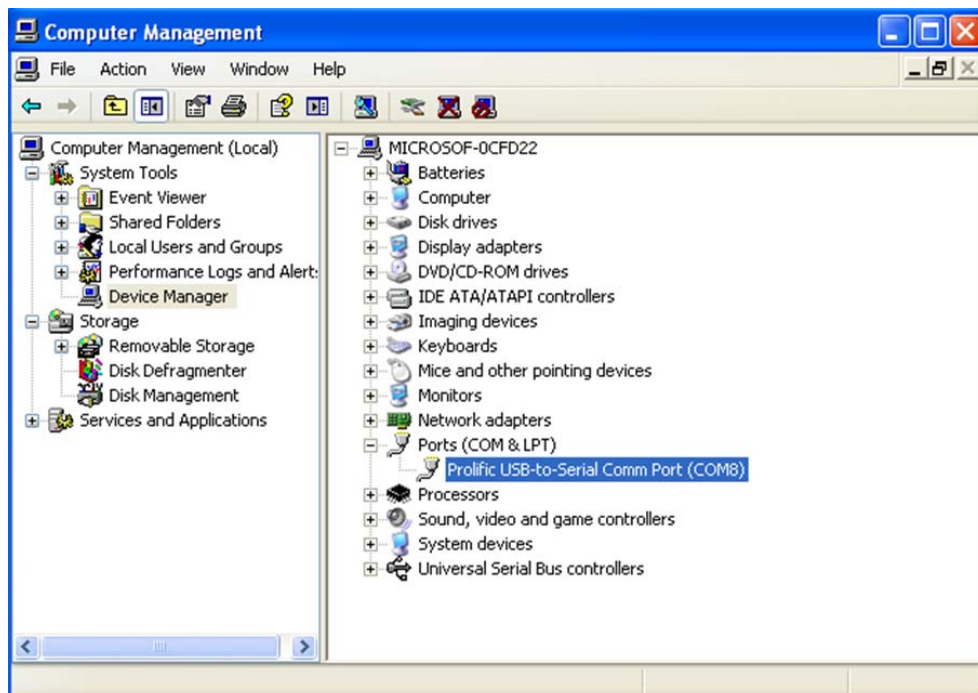 Computer Management
File Action View Window Help
Computer Management (Local)
System Tools
Event Viewer
Shared Folders
Local Users and Groups
Performance Logs and Alert:
Device Manager
Storage
Removable Storage
Disk Defragmenter
Disk Management
Services and Applications
MICROSOF-0CFD22
Batteries
Computer
Disk drives
Display adapters
DVD/CD-ROM drives
IDE ATA/ATAPI controllers
Imaging devices
Keyboards
Mice and other pointing devices
Monitors
Network adapters
Ports (COM & LPT)
Prolific USB-to-Serial Comm Port (COM8)
Processors
Sound, video and game controllers
System devices
Universal Serial Bus controllers